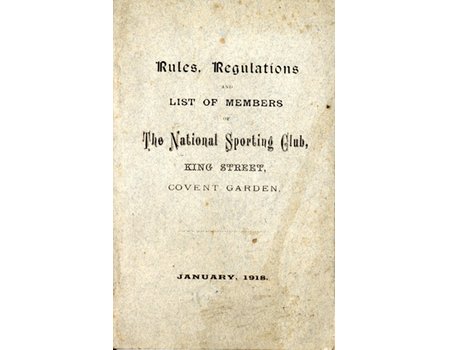 Rules, Regulations
AND
LIST OF MEMBERS
OF
The National Sporting Club,
KING STREET,
COVENT GARDEN.
JANUARY, 1918.